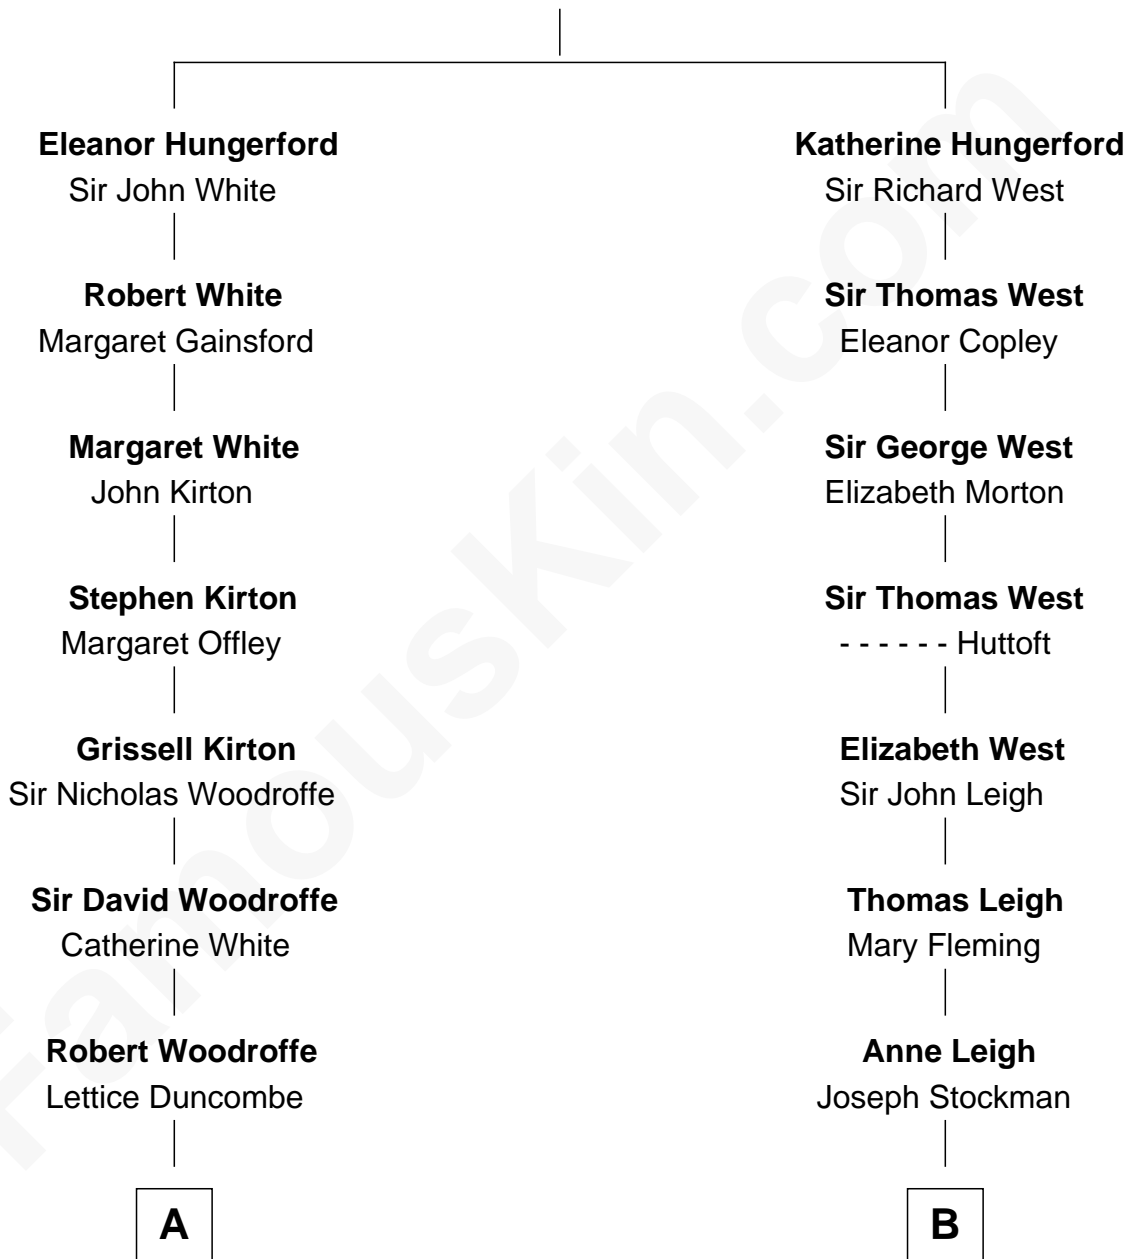 Eleanor Hungerford
Sir John White
Robert White
Margaret Gainsford
Margaret White
John Kirton
Stephen Kirton
Margaret Offley
Grissell Kirton
Sir Nicholas Woodroffe
Sir David Woodroffe
Catherine White
Robert Woodroffe
Lettice Duncombe
A
Katherine Hungerford
Sir Richard West
Sir Thomas West
Eleanor Copley
Sir George West
Elizabeth Morton
Sir Thomas West
- - - - - - Huttoft
Elizabeth West
Sir John Leigh
Thomas Leigh
Mary Fleming
Anne Leigh
Joseph Stockman
B
FamousKin.com